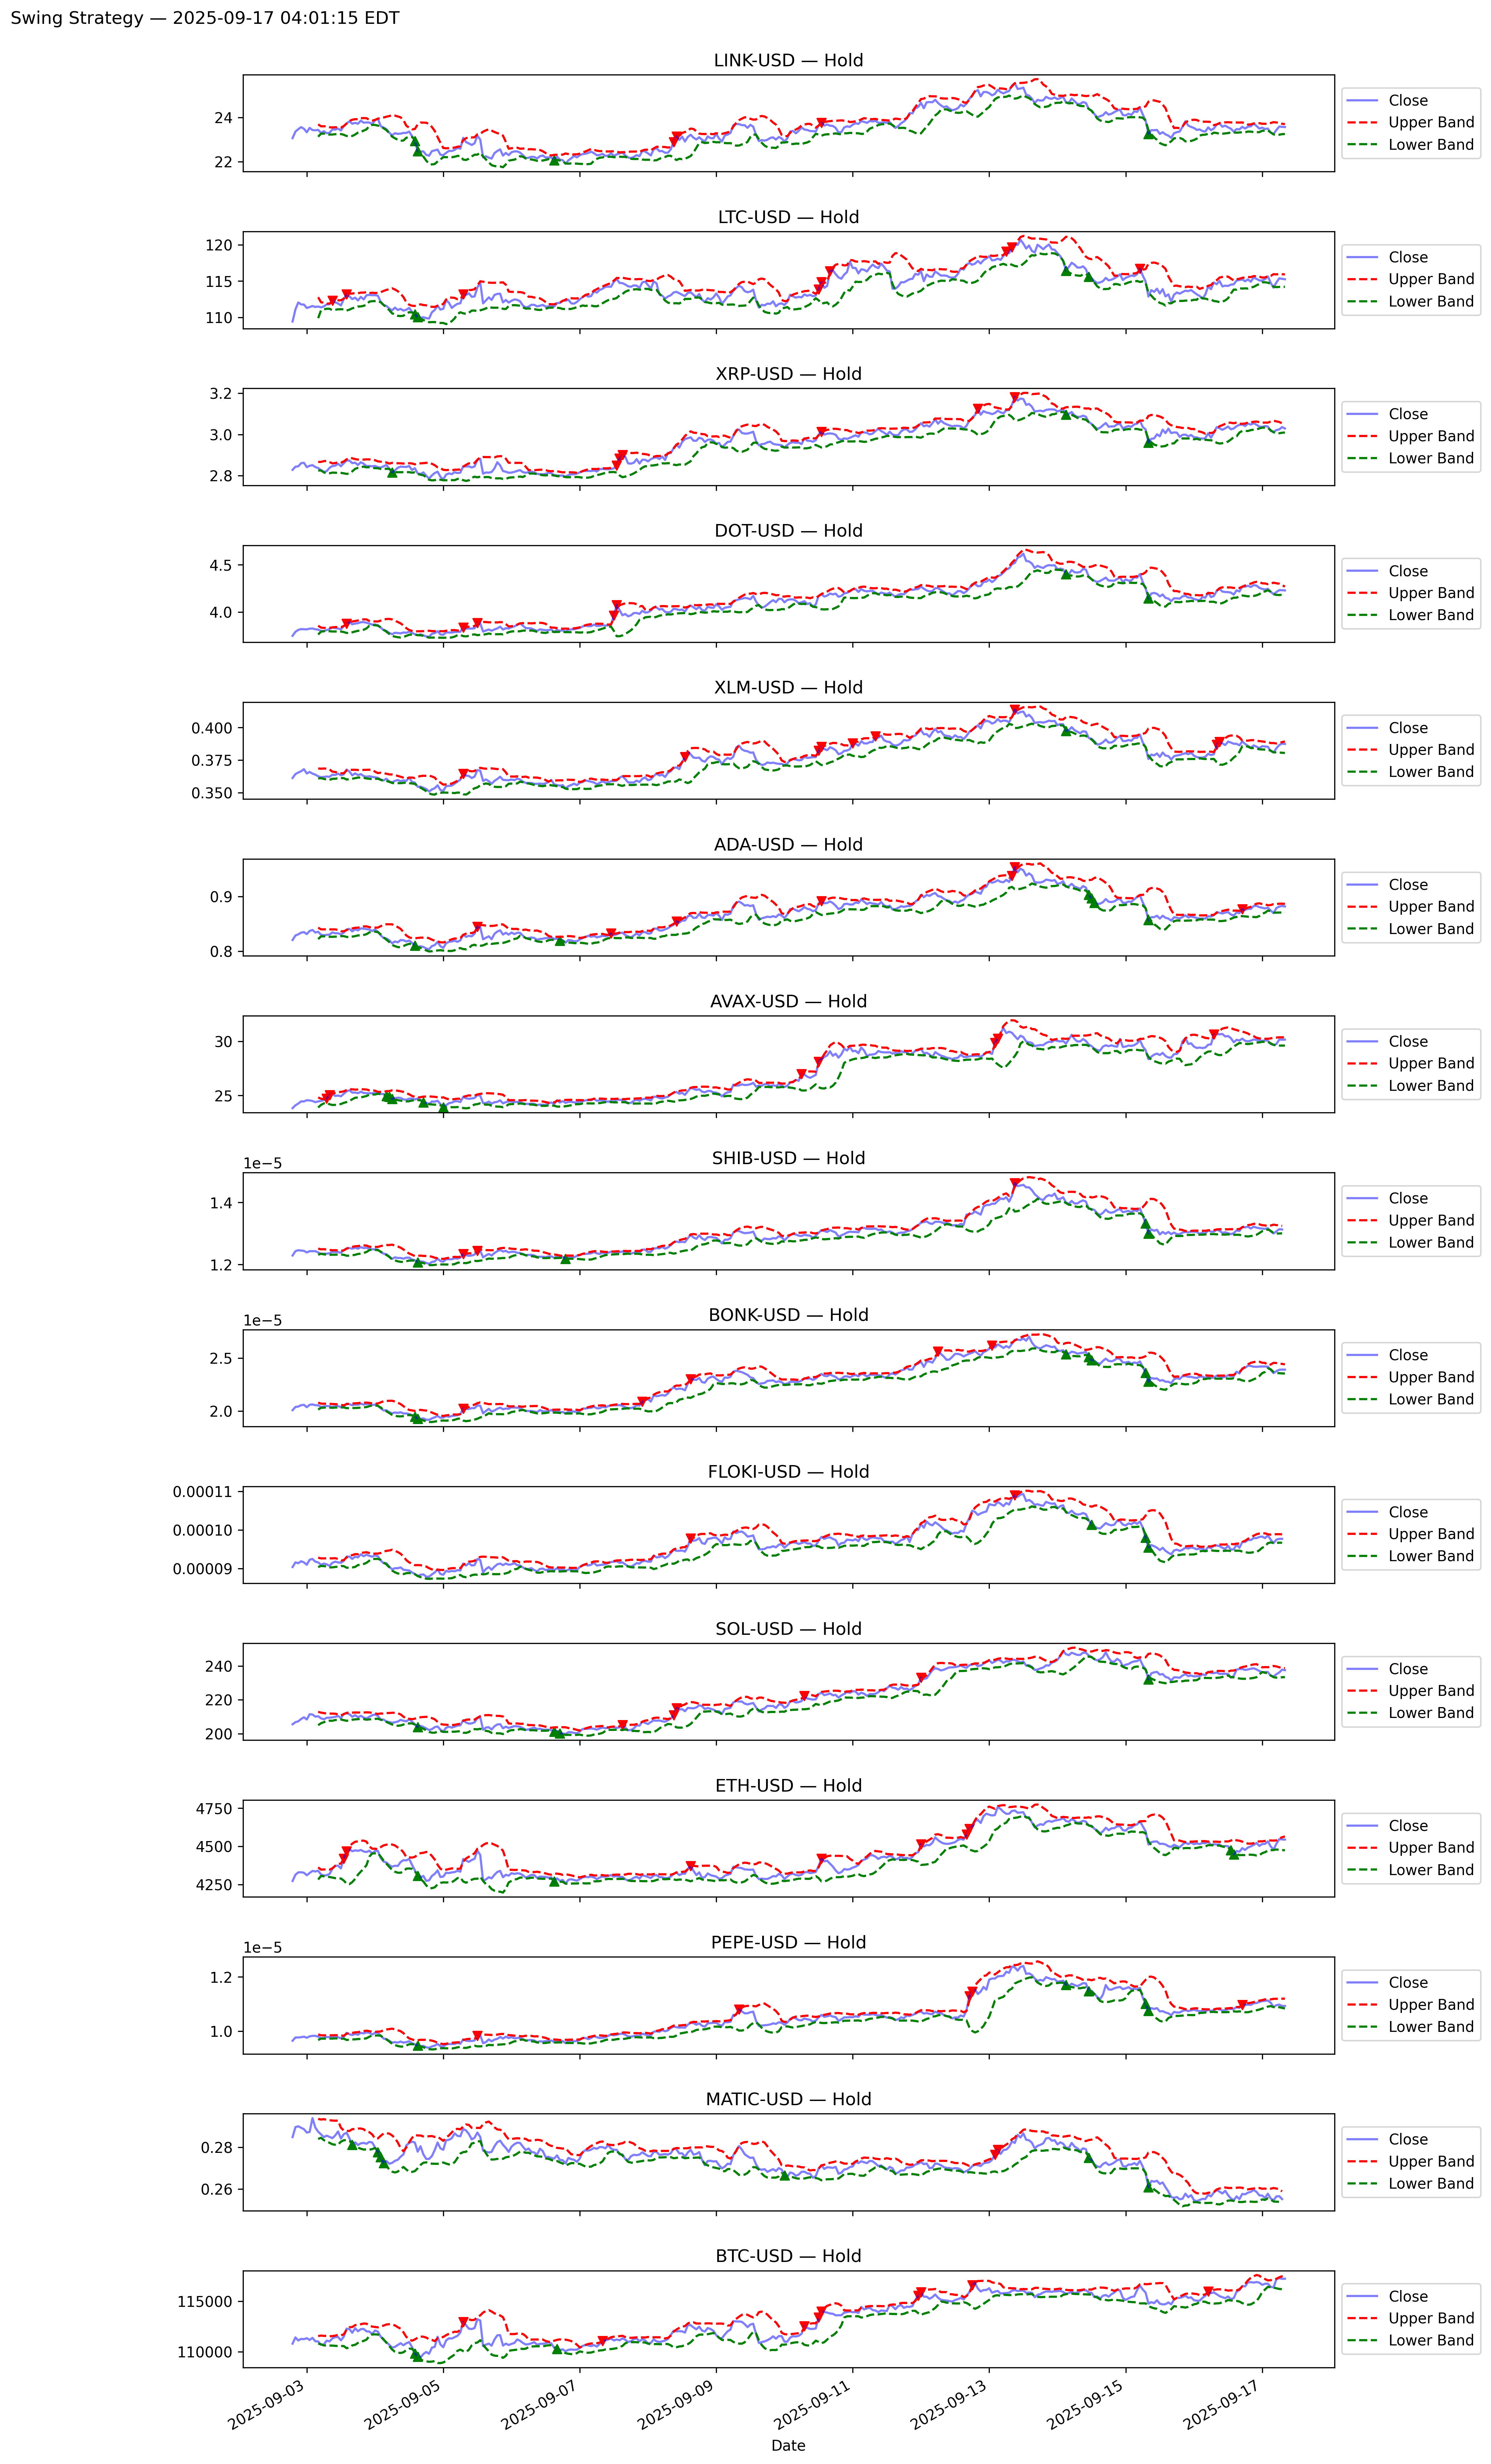 Swing Strategy — 2025-09-17 04:01:15 EDT
LINK-USD — Hold
24
22
Close
Upper Band
Lower Band
LTC-USD — Hold
120
115
110
Close
Upper Band
Lower Band
XRP-USD — Hold
3.2
3.0
2.8
Close
Upper Band
Lower Band
DOT-USD — Hold
4.5
4.0
Close
Upper Band
Lower Band
XLM-USD — Hold
0.400
0.375
0.350
Close
Upper Band
Lower Band
ADA-USD — Hold
0.9
0.8
Close
Upper Band
Lower Band
AVAX-USD — Hold
30
25
Close
Upper Band
Lower Band
SHIB-USD — Hold
1e−5
1.4
1.2
Close
Upper Band
Lower Band
BONK-USD — Hold
1e−5
2.5
2.0
Close
Upper Band
Lower Band
FLOKI-USD — Hold
0.00011
0.00010
0.00009
Close
Upper Band
Lower Band
SOL-USD — Hold
240
220
200
Close
Upper Band
Lower Band
ETH-USD — Hold
4750
4500
4250
Close
Upper Band
Lower Band
PEPE-USD — Hold
1e−5
1.2
1.0
Close
Upper Band
Lower Band
MATIC-USD — Hold
0.28
0.26
Close
Upper Band
Lower Band
BTC-USD — Hold
115000
110000
Close
Upper Band
Lower Band
2025-09-03
2025-09-05
2025-09-07
2025-09-09
2025-09-11
2025-09-13
2025-09-15
2025-09-17
Date